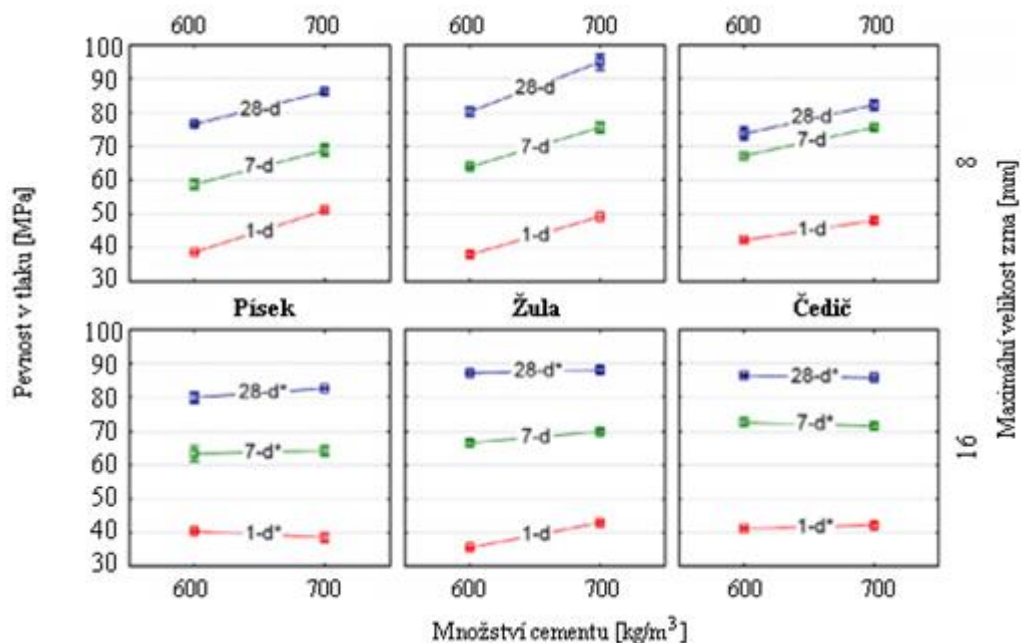 600 700 600 700 600 700
100
90
80
70
60
50
40
30
28-d
7-d
1-d
28-d
7-d
1-d
28-d
7-d
1-d
8
Písek Žula Čedič
100
90
80
70
60
50
40
30
28-d*
7-d*
1-d*
28-d*
7-d
1-d
28-d*
7-d*
1-d*
16
600 700 600 700 600 700
Pevnost v tlaku [MPa]
Maximální velikost zrna [mm]
Množství cementu [kg/m³]